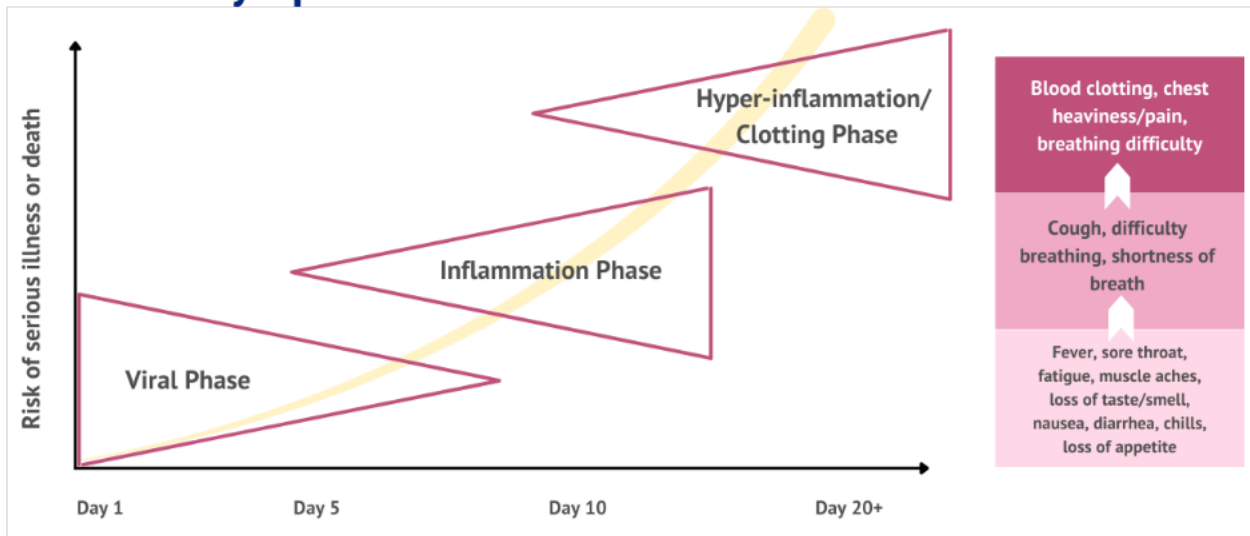 Risk of serious illness or death
Hyper-inflammation/
Clotting Phase
Inflammation Phase
Viral Phase
Day 1
Day 5
Day 10
Day 20+
Blood clotting, chest
heaviness/pain,
breathing difficulty
Cough, difficulty
breathing, shortness of
breath
Fever, sore throat,
fatigue, muscle aches,
loss of taste/smell,
nausea, diarrhea, chills,
loss of appetite